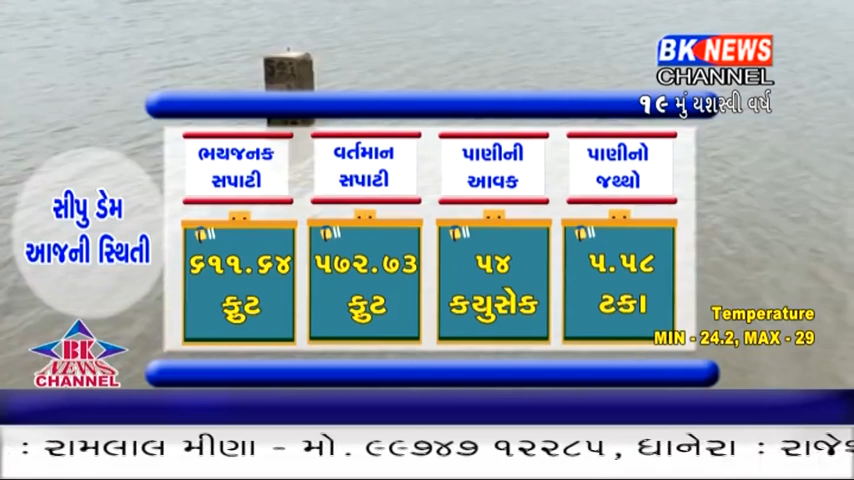 BK NEWS
CHANNEL
૧૯ મું યશસ્વી વર્ષ
સીપુ ડેમ
આજની સ્થિતી
ભયજનક
સપાટી
૬૧૧.૬૪
ફુટ
વર્તમાન
સપાટી
૫૭૨.૭૩
ફુટ
પાણીની
આવક
૫૪
કયુસેક
પાણીનો
જથ્થો
૫.૫૮
ટકા
Temperature
MIN - 24.2, MAX - 29
BK
NEWS
CHANNEL
: રામલાલ મીણા - મો. ૯૯૭૪૭ ૧૨૨૮૫, ધાનેરા :